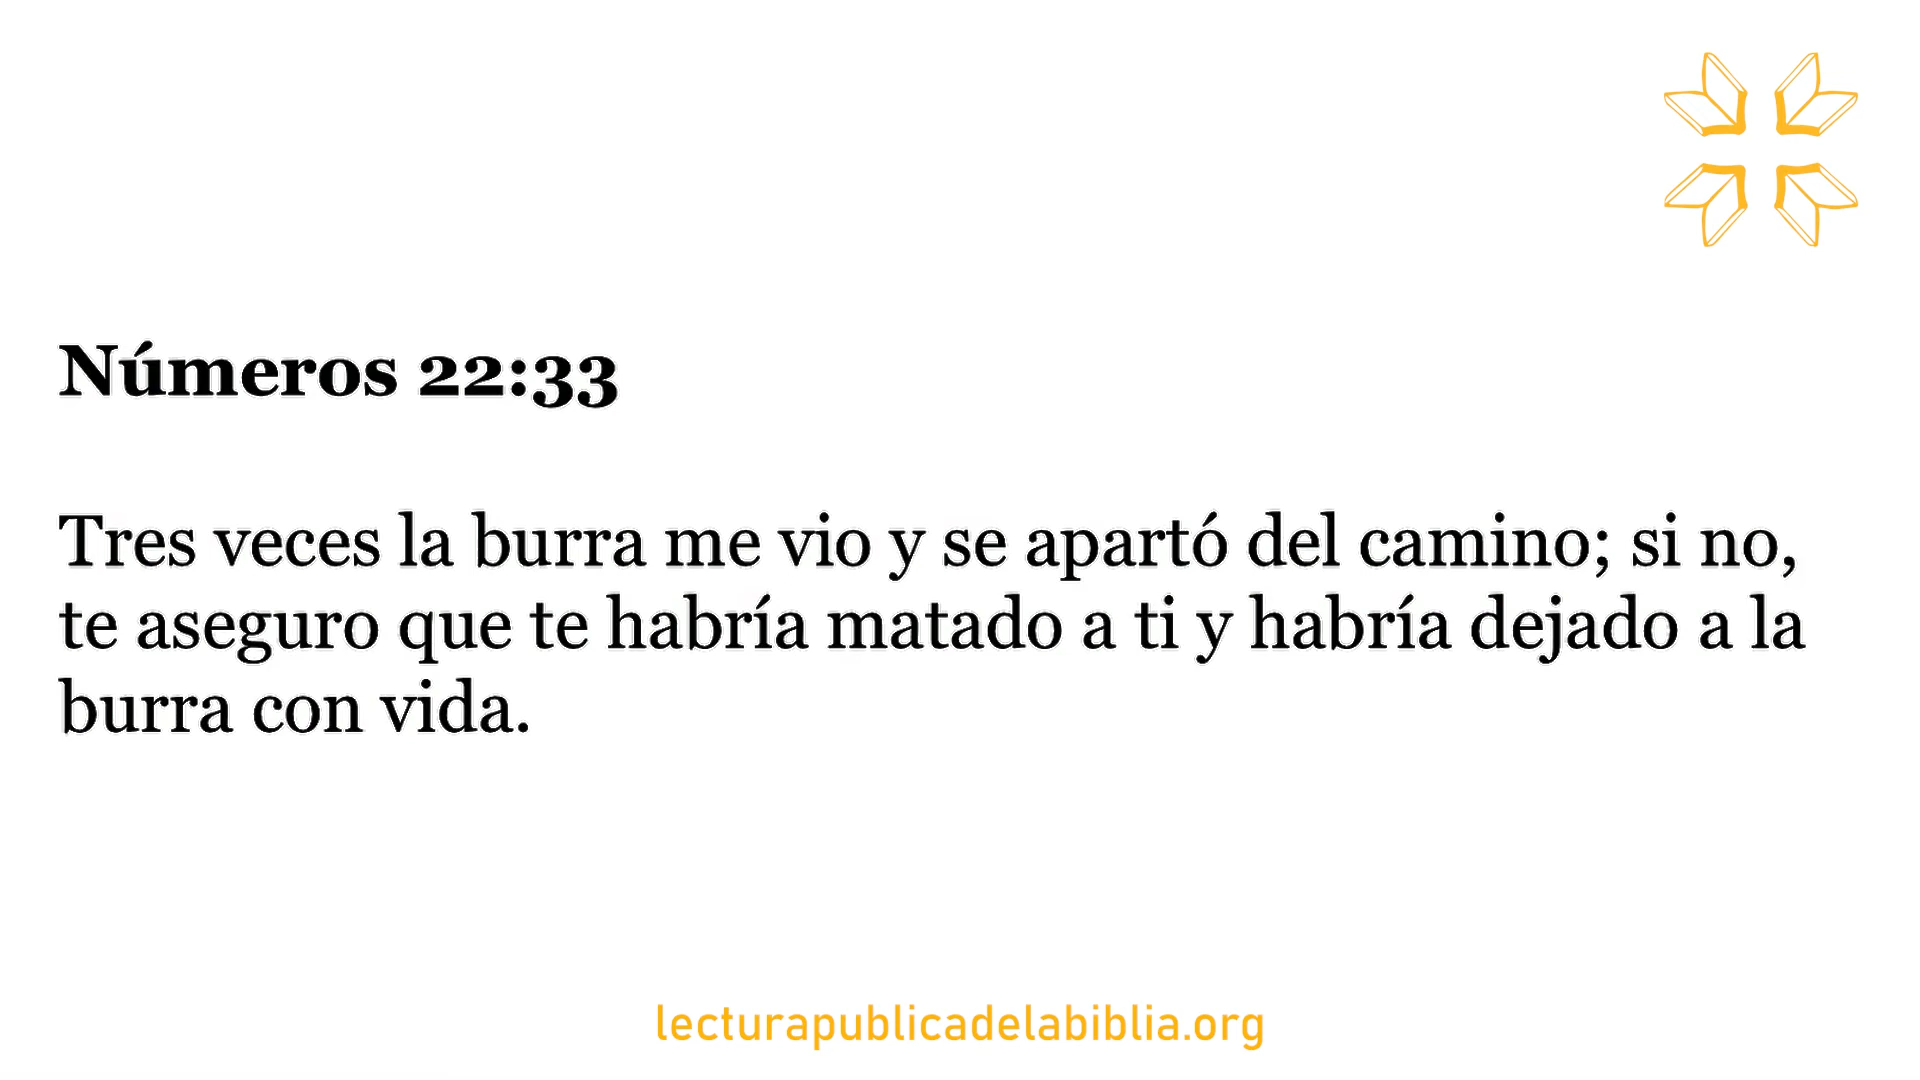 Números 22:33
Tres veces la burra me vio y se apartó del camino; si no,
te aseguro que te habría matado a ti y habría dejado a la
burra con vida.
lecturapublicadelabiblia.org